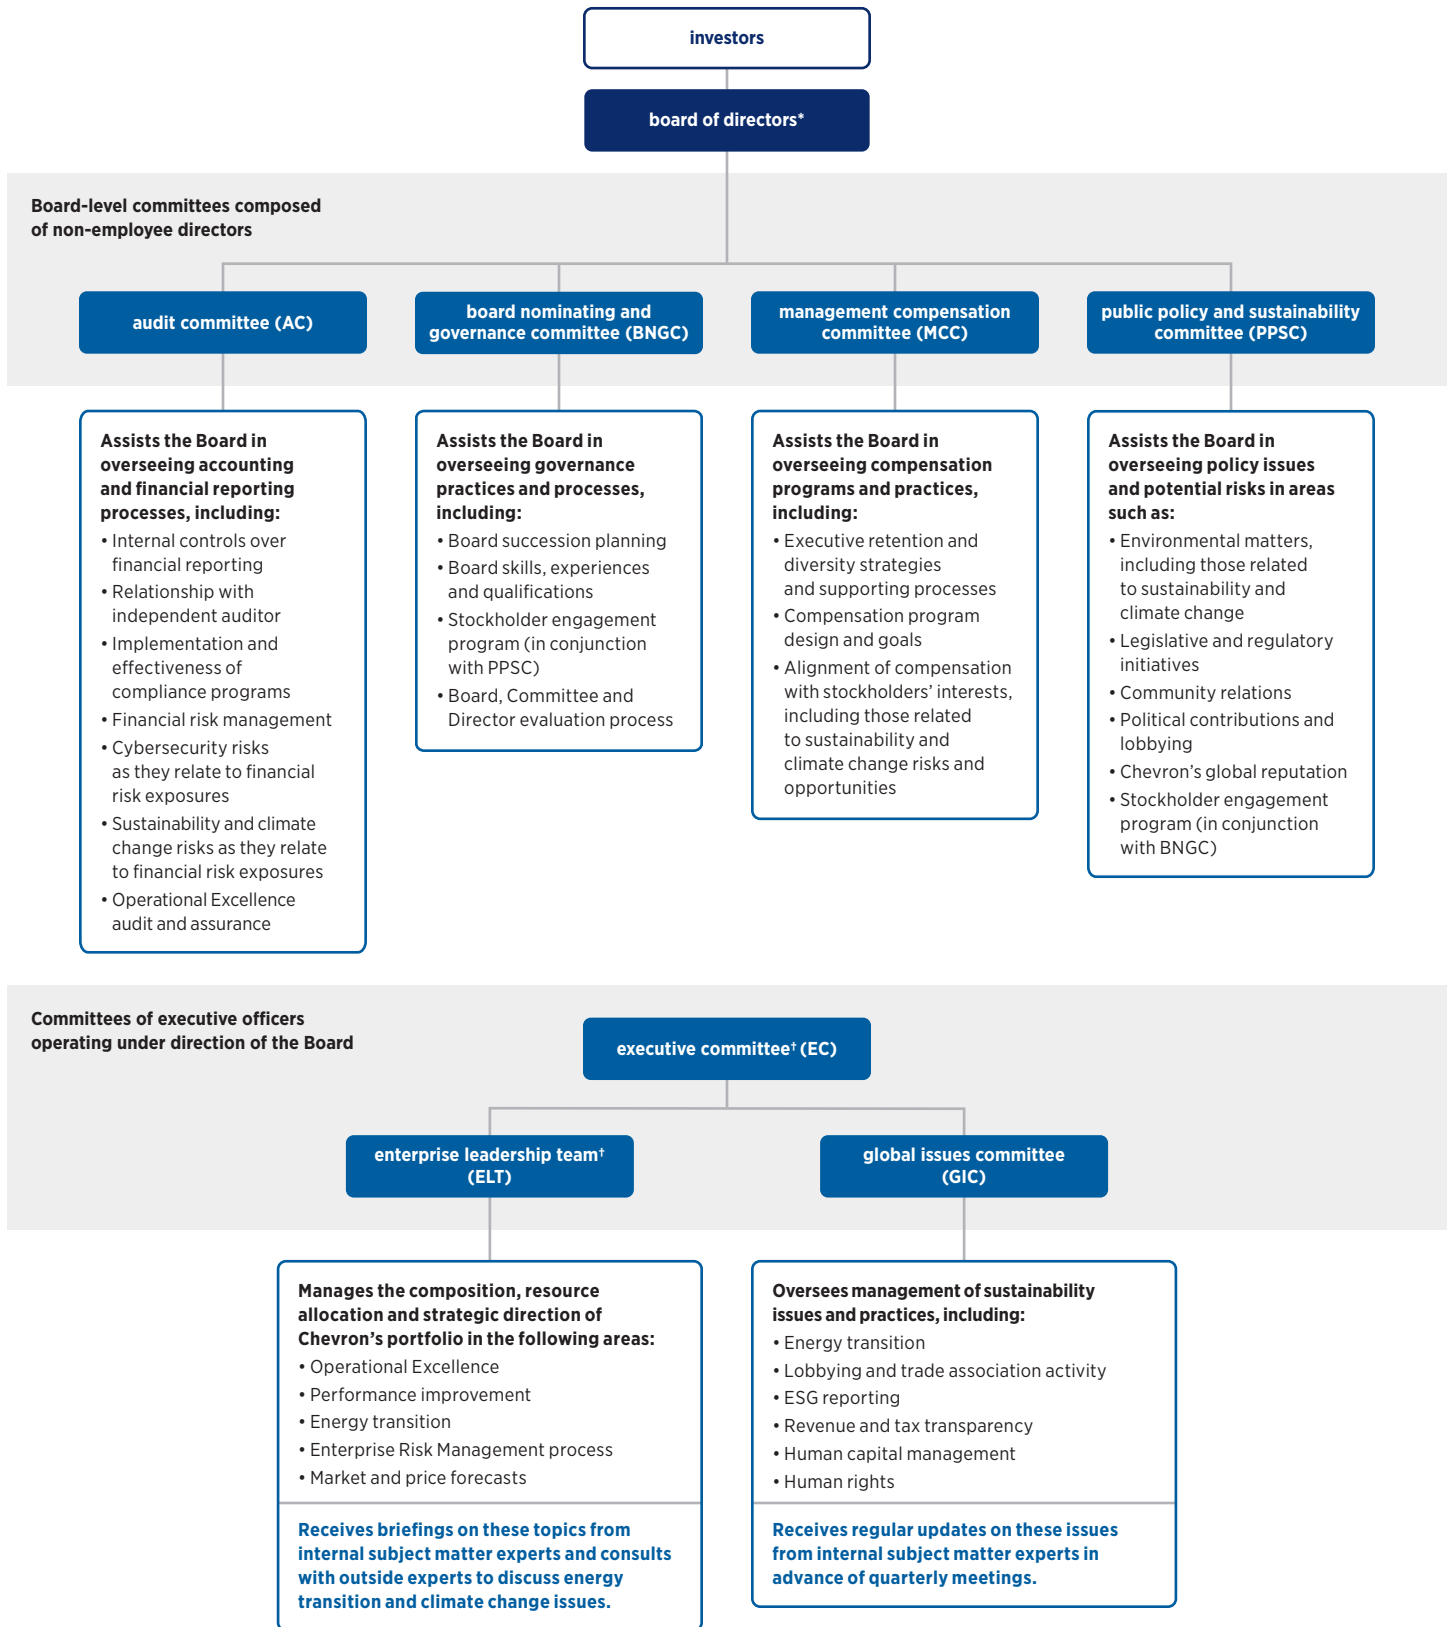 investors
board of directors*
Board-level committees composed
of non-employee directors
audit committee (AC)
board nominating and
governance committee (BNGC)
management compensation
committee (MCC)
public policy and sustainability
committee (PPSC)
Assists the Board in
overseeing accounting
and financial reporting
processes, including:
• Internal controls over
financial reporting
• Relationship with
independent auditor
• Implementation and
effectiveness of
compliance programs
• Financial risk management
• Cybersecurity risks
as they relate to financial
risk exposures
• Sustainability and climate
change risks as they relate
to financial risk exposures
• Operational Excellence
audit and assurance
Assists the Board in
overseeing governance
practices and processes,
including:
• Board succession planning
• Board skills, experiences
and qualifications
• Stockholder engagement
program (in conjunction
with PPSC)
• Board, Committee and
Director evaluation process
Assists the Board in
overseeing compensation
programs and practices,
including:
• Executive retention and
diversity strategies
and supporting processes
• Compensation program
design and goals
• Alignment of compensation
with stockholders’ interests,
including those related
to sustainability and
climate change risks and
opportunities
Assists the Board in
overseeing policy issues
and potential risks in areas
such as:
• Environmental matters,
including those related
to sustainability and
climate change
• Legislative and regulatory
initiatives
• Community relations
• Political contributions and
lobbying
• Chevron’s global reputation
• Stockholder engagement
program (in conjunction
with BNGC)
Committees of executive officers
operating under direction of the Board
executive committee† (EC)
enterprise leadership team†
(ELT)
global issues committee
(GIC)
Manages the composition, resource
allocation and strategic direction of
Chevron’s portfolio in the following areas:
• Operational Excellence
• Performance improvement
• Energy transition
• Enterprise Risk Management process
• Market and price forecasts
Receives briefings on these topics from
internal subject matter experts and consults
with outside experts to discuss energy
transition and climate change issues.
Oversees management of sustainability
issues and practices, including:
• Energy transition
• Lobbying and trade association activity
• ESG reporting
• Revenue and tax transparency
• Human capital management
• Human rights
Receives regular updates on these issues
from internal subject matter experts in
advance of quarterly meetings.